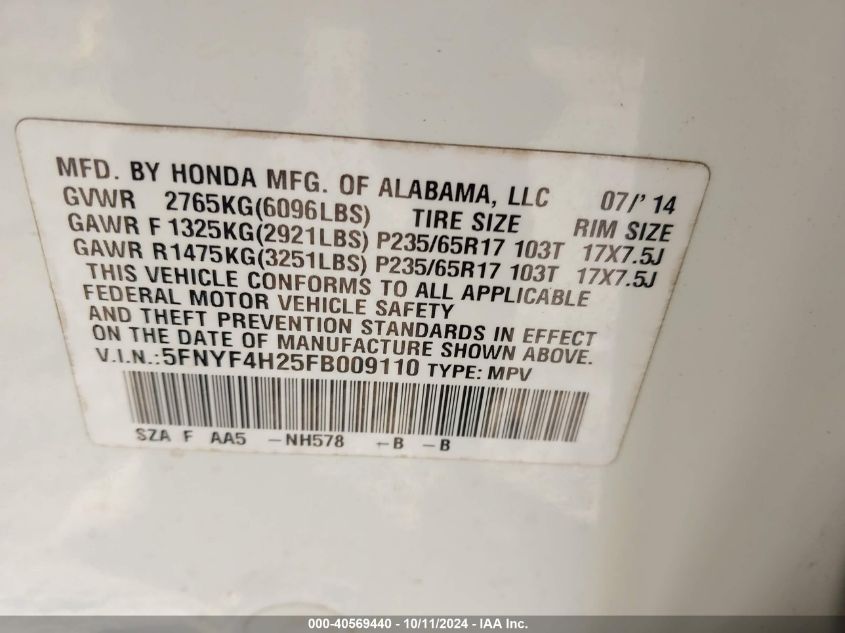 MFD. BY HONDA MFG. OF ALABAMA, LLC 07/' 14
GVWR 2765KG(6096LBS) TIRE SIZE RIM SIZE
GAWR F 1325KG(2921LBS) P235/65R17 103T 17X7.5J
GAWR R1475KG(3251LBS) P235/65R17 103T 17X7.5J
THIS VEHICLE CONFORMS TO ALL APPLICABLE
FEDERAL MOTOR VEHICLE SAFETY
AND THEFT PREVENTION STANDARDS IN EFFECT
ON THE DATE OF MANUFACTURE SHOWN ABOVE.
V.I.N.:5FNYF4H25FB009110 TYPE: MPV
SZA F AA5 -NH578 -B -B
000-40569440 - 10/11/2024 - IAA Inc.